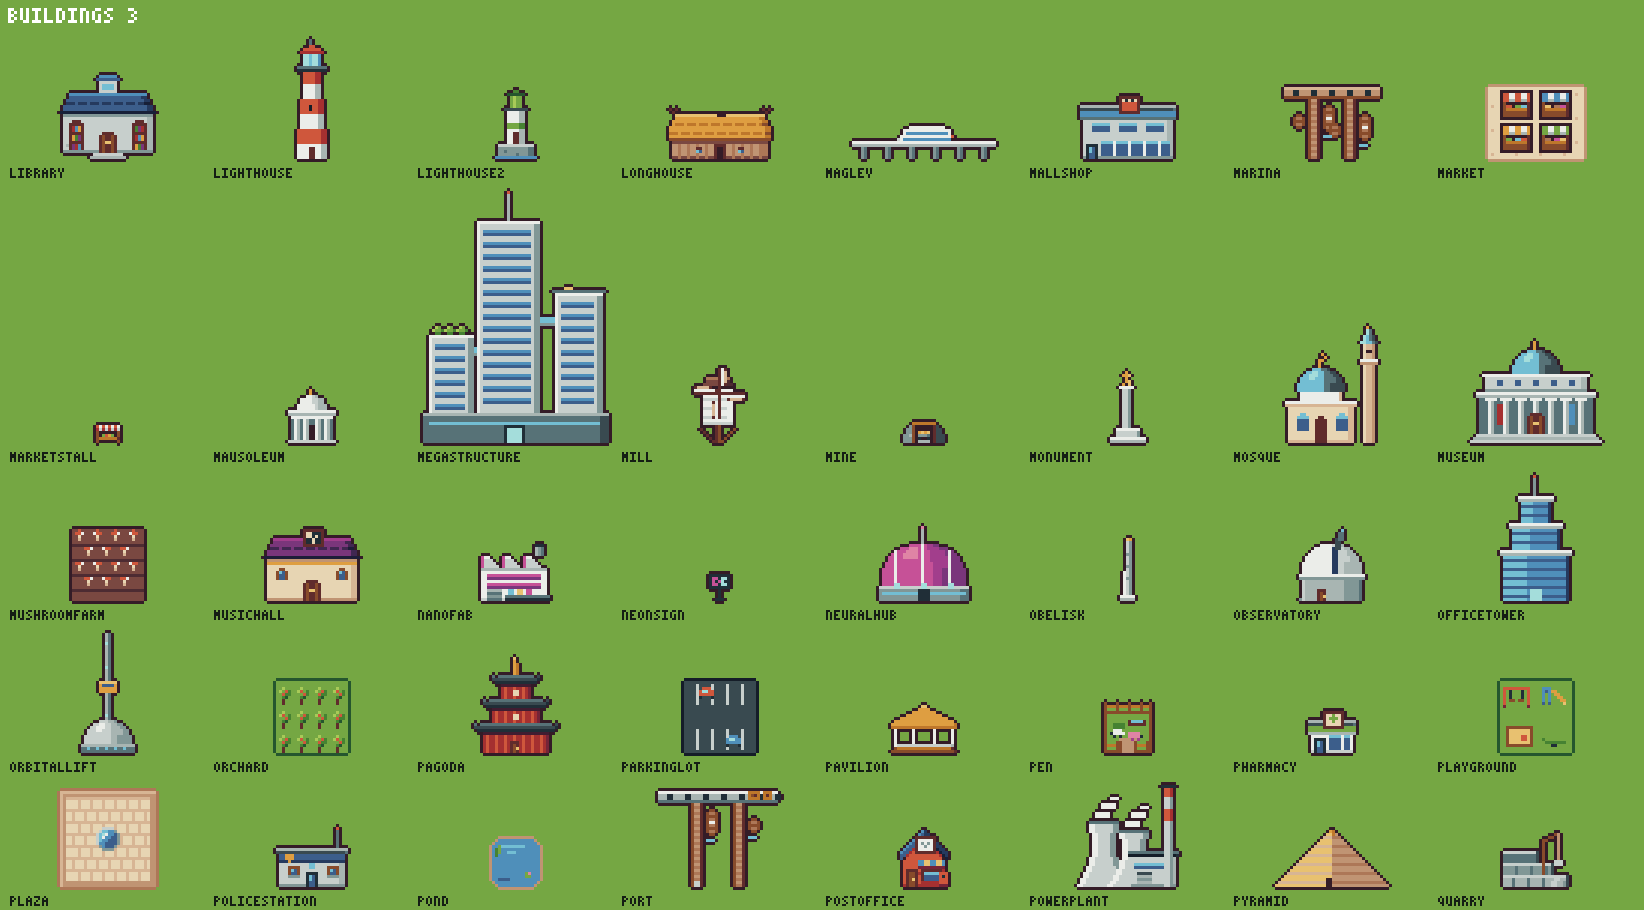 BUILDINGS 3
LIBRARY LIGHTHOUSE LIGHTHOUSE2 LONGHOUSE MAGLEV MALLSHOP MARINA MARKET
MARKETSTALL MAUSOLEUM MEGASTRUCTURE MILL MINE MONUMENT MOSQUE MUSEUM
MUSHROOMFARM MUSICHALL NANOFAB NEONSIGN NEURALHUB OBELISK OBSERVATORY OFFICETOWER
ORBITALLIFT ORCHARD PAGODA PARKINGLOT PAVILION PEN PHARMACY PLAYGROUND
PLAZA POLICESTATION POND PORT POSTOFFICE POWERPLANT PYRAMID QUARRY